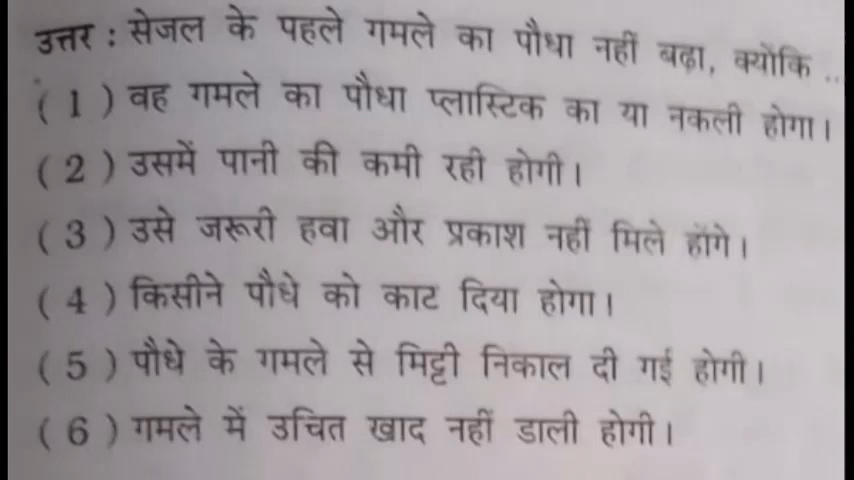 उत्तर : सेजल के पहले गमले का पौधा नहीं बढ़ा, क्योंकि ..
( 1 ) वह गमले का पौधा प्लास्टिक का या नकली होगा।
( 2 ) उसमें पानी की कमी रही होगी।
( 3 ) उसे जरूरी हवा और प्रकाश नहीं मिले होंगे।
( 4 ) किसीने पौधे को काट दिया होगा।
( 5 ) पौधे के गमले से मिट्टी निकाल दी गई होगी।
( 6 ) गमले में उचित खाद नहीं डाली होगी।